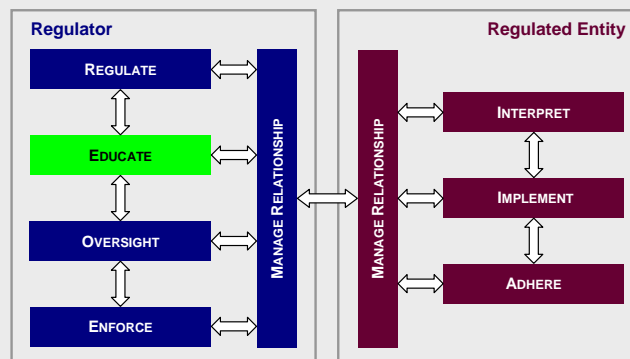 Regulator
REGULATE
EDUCATE
OVERSIGHT
ENFORCE
MANAGE RELATIONSHIP
Regulated Entity
MANAGE RELATIONSHIP
INTERPRET
IMPLEMENT
ADHERE